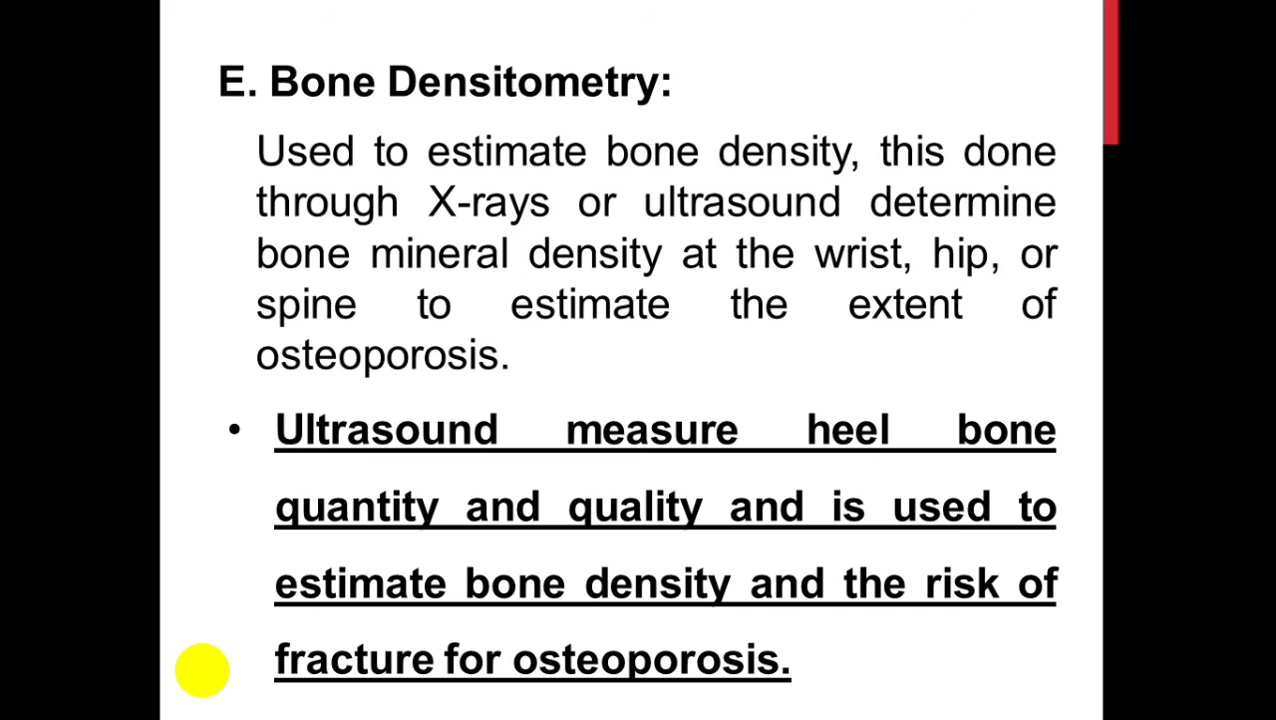 E. Bone Densitometry:
Used to estimate bone density, this done
through X-rays or ultrasound determine
bone mineral density at the wrist, hip, or
spine to estimate the extent of
osteoporosis.
• Ultrasound measure heel bone
quantity and quality and is used to
estimate bone density and the risk of
fracture for osteoporosis.